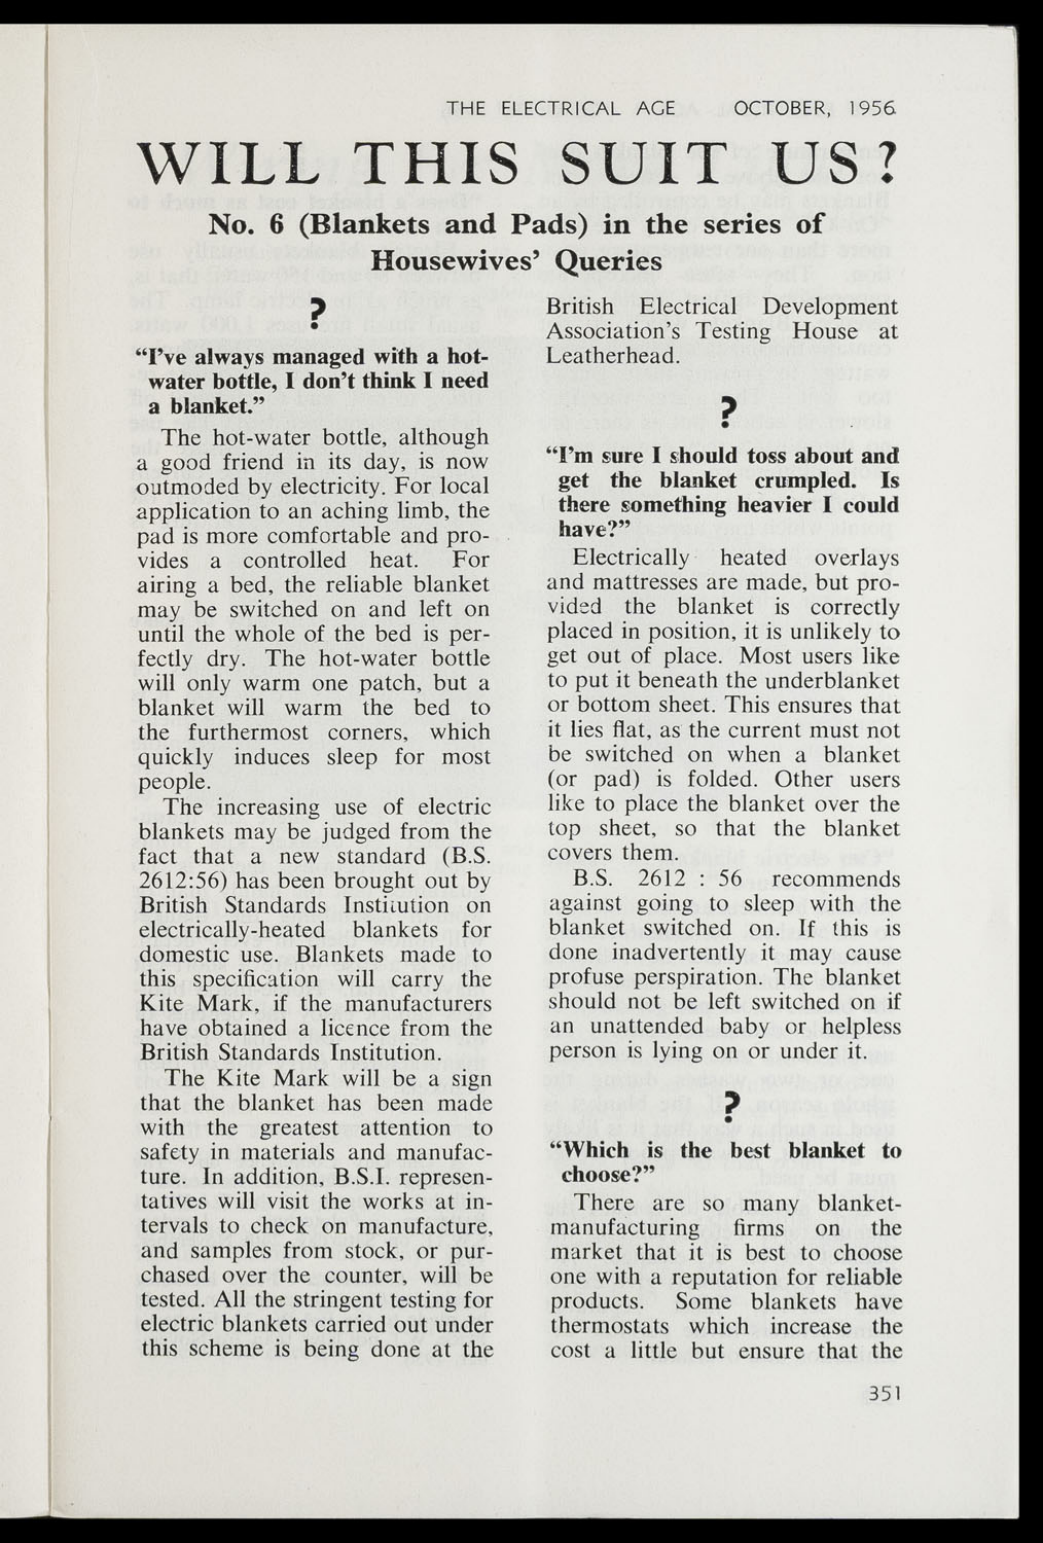 THE ELECTRICAL AGE OCTOBER, 1956
WILL THIS SUIT US?
No. 6 (Blankets and Pads) in the series of
Housewives' Queries
?
“I've always managed with a hot-
water bottle, I don't think I need
a blanket.”
The hot-water bottle, although
a good friend in its day, is now
outmoded by electricity. For local
application to an aching limb, the
pad is more comfortable and pro-
vides a controlled heat. For
airing a bed, the reliable blanket
may be switched on and left on
until the whole of the bed is per-
fectly dry. The hot-water bottle
will only warm one patch, but a
blanket will warm the bed to
the furthermost corners, which
quickly induces sleep for most
people.
The increasing use of electric
blankets may be judged from the
fact that a new standard (B.S.
2612:56) has been brought out by
British Standards Institution on
electrically-heated blankets for
domestic use. Blankets made to
this specification will carry the
Kite Mark, if the manufacturers
have obtained a licence from the
British Standards Institution.
The Kite Mark will be a sign
that the blanket has been made
with the greatest attention to
safety in materials and manufac-
ture. In addition, B.S.I. represen-
tatives will visit the works at in-
tervals to check on manufacture,
and samples from stock, or pur-
chased over the counter, will be
tested. All the stringent testing for
electric blankets carried out under
this scheme is being done at the
British Electrical Development
Association's Testing House at
Leatherhead.
?
“I'm sure I should toss about and
get the blanket crumpled. Is
there something heavier I could
have?”
Electrically heated overlays
and mattresses are made, but pro-
vided the blanket is correctly
placed in position, it is unlikely to
get out of place. Most users like
to put it beneath the underblanket
or bottom sheet. This ensures that
it lies flat, as the current must not
be switched on when a blanket
(or pad) is folded. Other users
like to place the blanket over the
top sheet, so that the blanket
covers them.
B.S. 2612 : 56 recommends
against going to sleep with the
blanket switched on. If this is
done inadvertently it may cause
profuse perspiration. The blanket
should not be left switched on if
an unattended baby or helpless
person is lying on or under it.
?
“Which is the best blanket to
choose?”
There are so many blanket-
manufacturing firms on the
market that it is best to choose
one with a reputation for reliable
products. Some blankets have
thermostats which increase the
cost a little but ensure that the
351